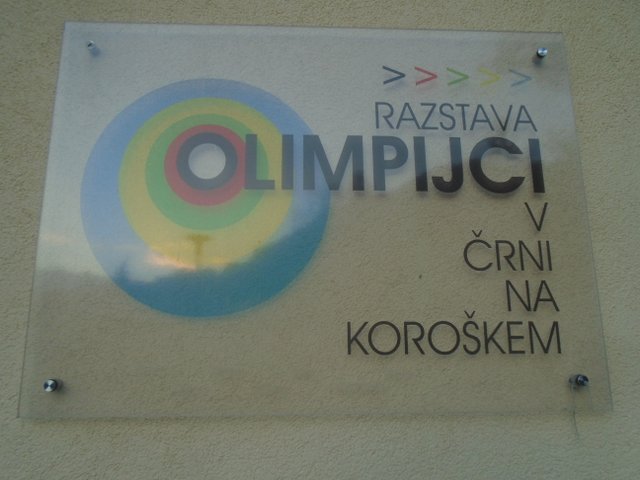 > > > > >
RAZSTAVA
OLIMPIJCI
V
ČRNI
NA
KOROŠKEM